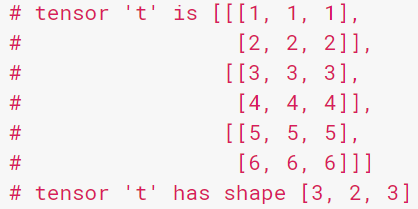 # tensor 't' is [[[1, 1, 1],
#                 [2, 2, 2]],
#                [[3, 3, 3],
#                 [4, 4, 4]],
#                [[5, 5, 5],
#                 [6, 6, 6]]]
# tensor 't' has shape [3, 2, 3]